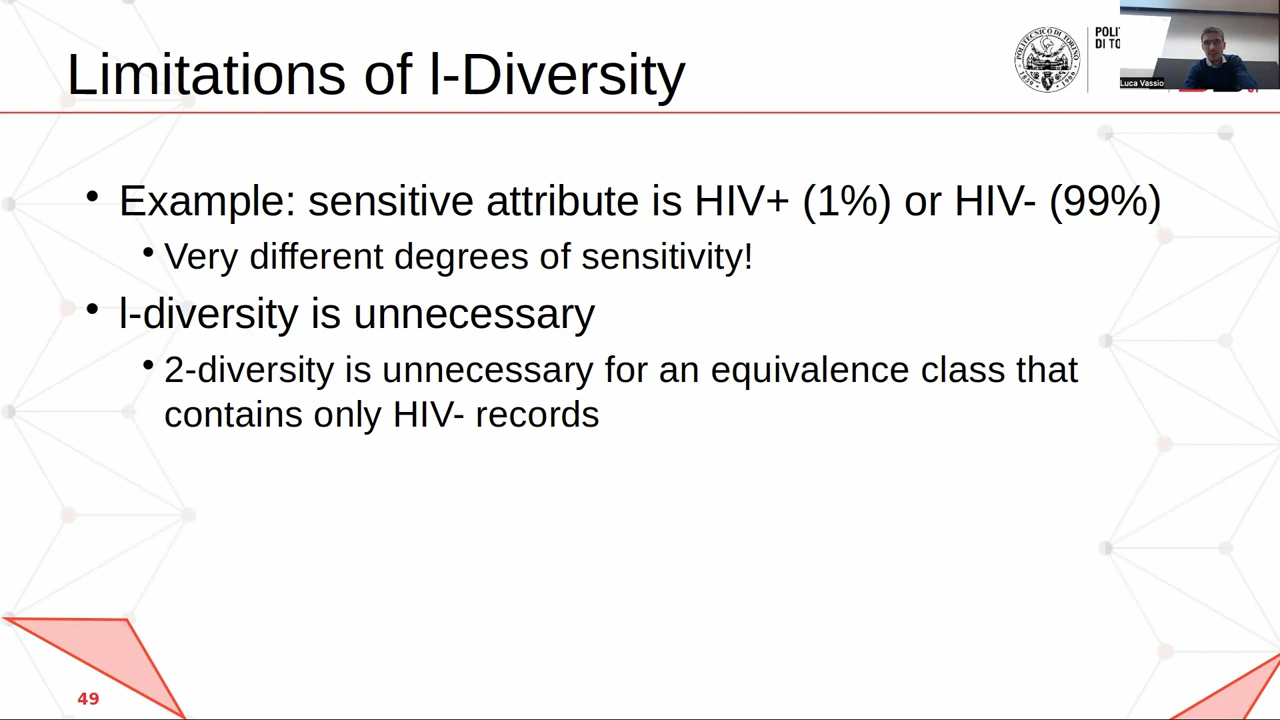 Limitations of l-Diversity
POLI
DI TO
Luca Vassio
• Example: sensitive attribute is HIV+ (1%) or HIV- (99%)
• Very different degrees of sensitivity!
• l-diversity is unnecessary
• 2-diversity is unnecessary for an equivalence class that
contains only HIV- records
49